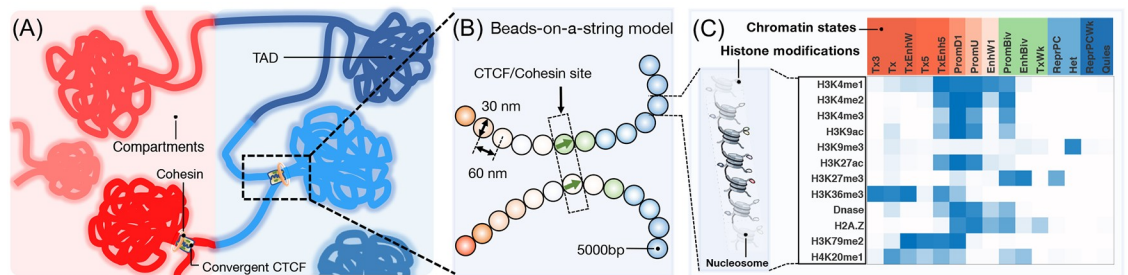 (A)
TAD
Compartments
Cohesin
Convergent CTCF
(B) Beads-on-a-string model
CTCF/Cohesin site
30 nm
60 nm
5000bp
(C)
Chromatin states
Histone modifications
Nucleosome
Tx3
Tx
TxEnhW
Tx5
TxEnh5
PromD1
PromU
EnhW1
PromBiv
EnhBiv
TxWk
ReprPC
Het
ReprPCWk
Quies
H3K4me1
H3K4me2
H3K4me3
H3K9ac
H3K9me3
H3K27ac
H3K27me3
H3K36me3
Dnase
H2A.Z
H3K79me2
H4K20me1